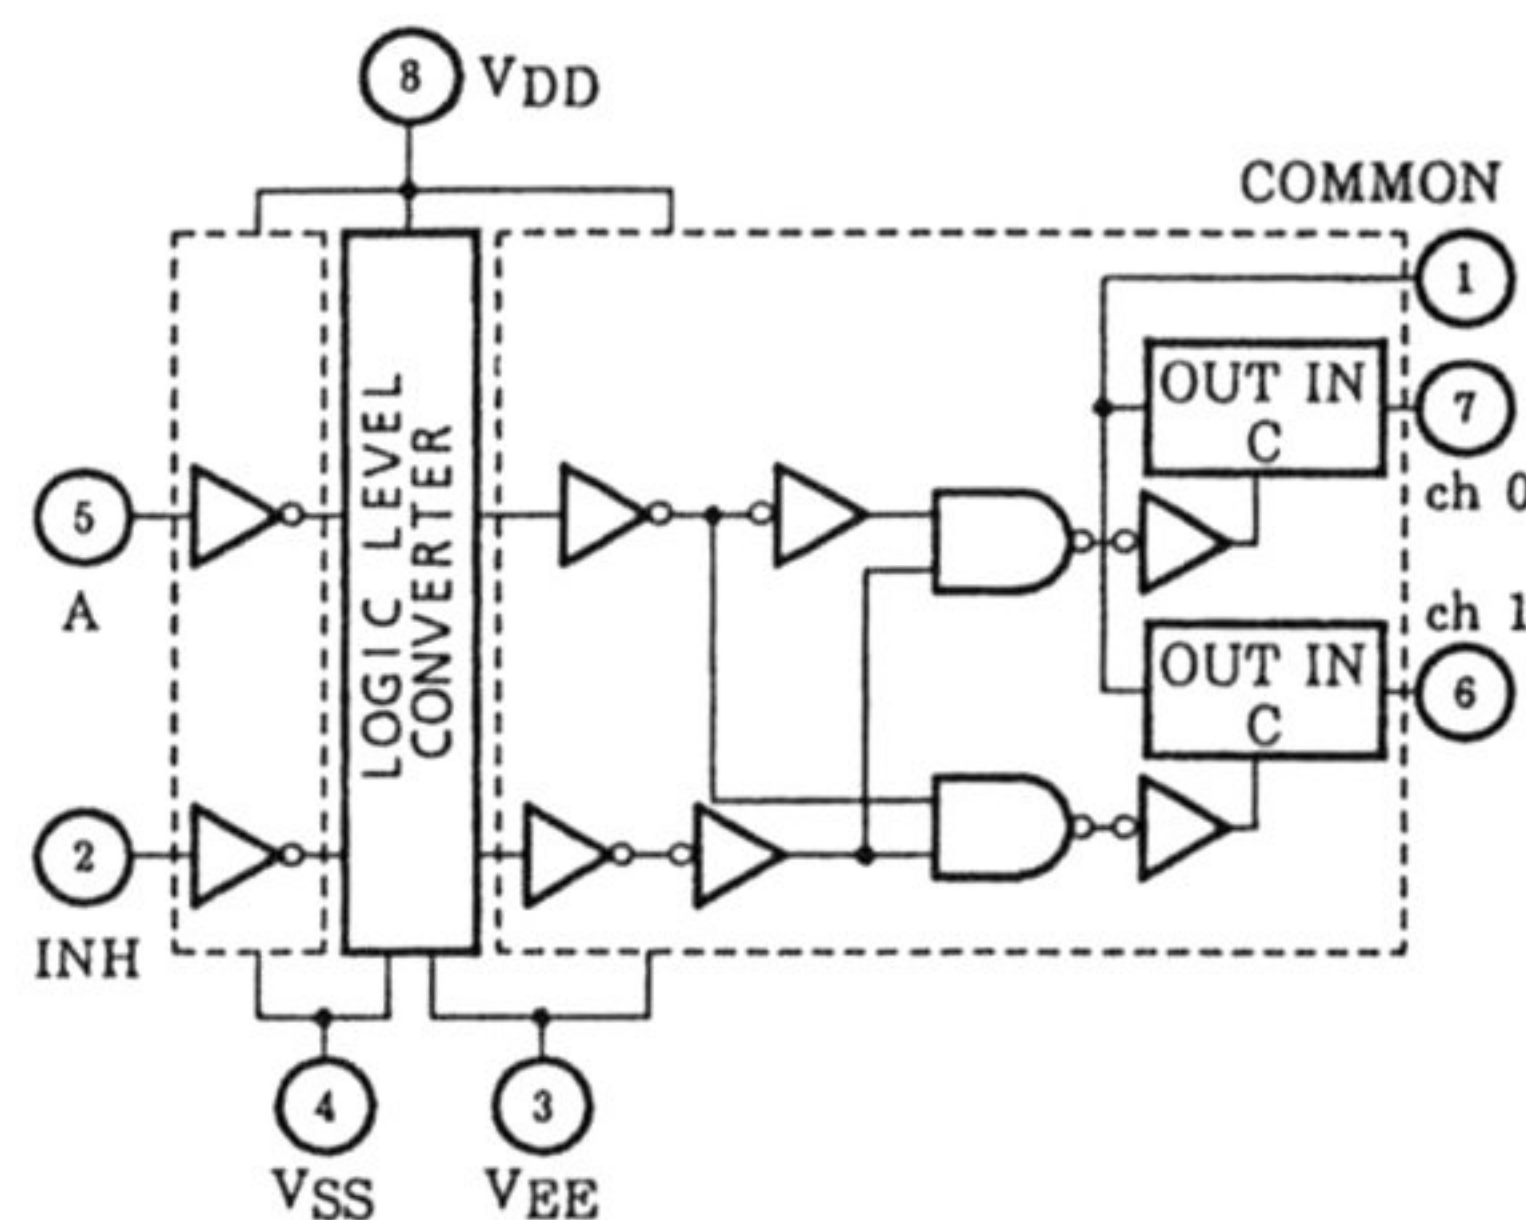 8 VDD
COMMON
1
OUT IN
C
7
ch 0
5
A
LOGIC LEVEL
CONVERTER
ch 1
OUT IN
C
6
2
INH
4
VSS
3
VEE